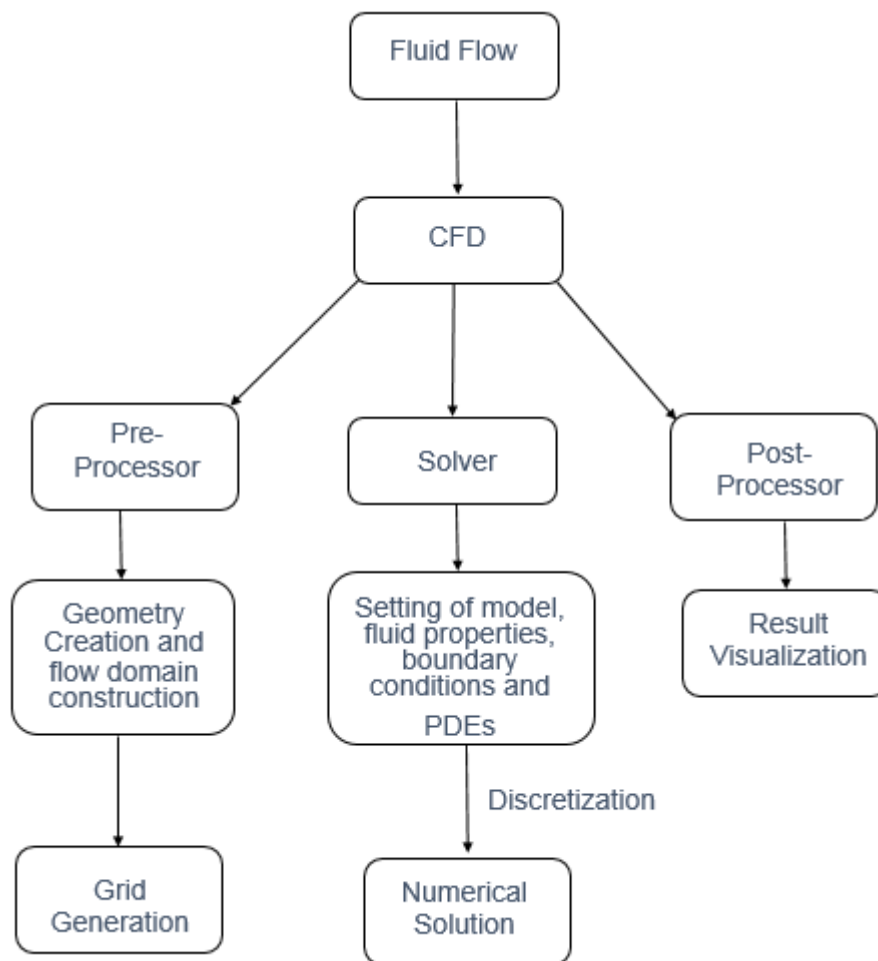 Fluid Flow
CFD
Pre-
Processor
Solver
Post-
Processor
Geometry
Creation and
flow domain
construction
Setting of model,
fluid properties,
boundary
conditions and
PDEs
Result
Visualization
Discretization
Grid
Generation
Numerical
Solution